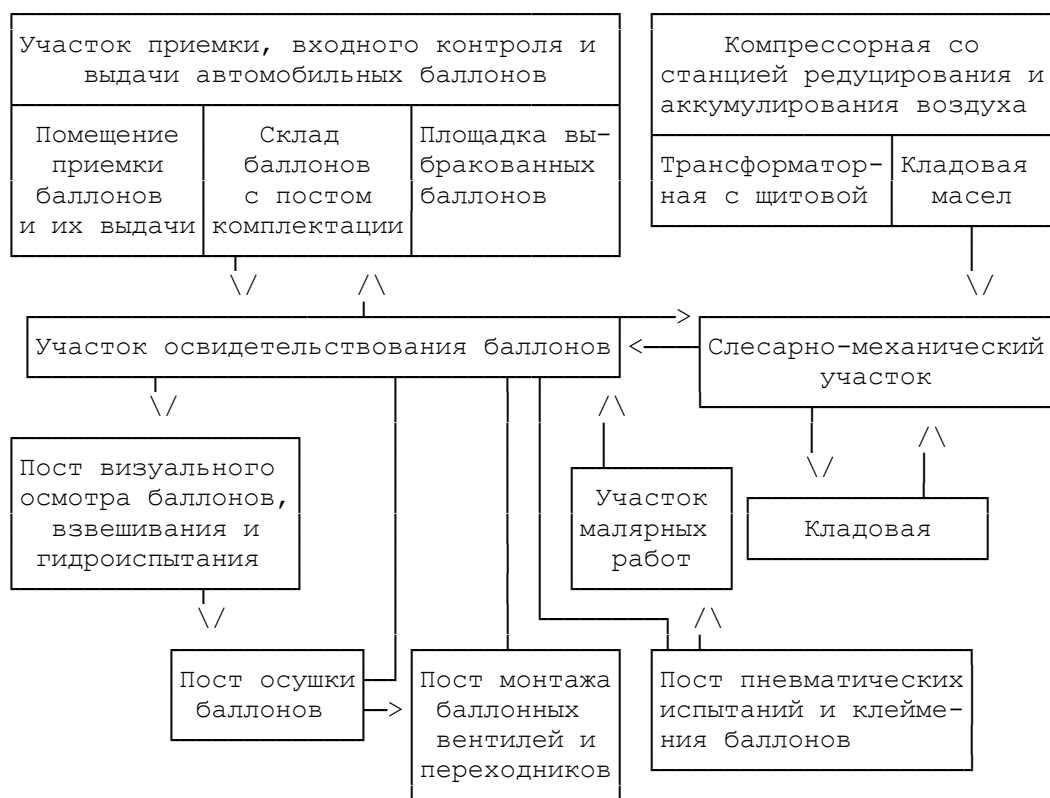 Участок приемки, входного контроля и
выдачи автомобильных баллонов
Помещение
приемки
баллонов
и их выдачи
Склад
баллонов
с постом
комплектации
Площадка вы-
бракованных
баллонов
Компрессорная со
станцией редуцирования и
аккумулирования воздуха
Трансформатор-
ная с щитовой
Кладовая
масел
Участок освидетельствования баллонов
Слесарно-механический
участок
Пост визуального
осмотра баллонов,
взвешивания и
гидроиспытания
Участок
малярных
работ
Кладовая
Пост осушки
баллонов
Пост монтажа
баллонных
вентилей и
переходников
Пост пневматических
испытаний и клейме-
ния баллонов